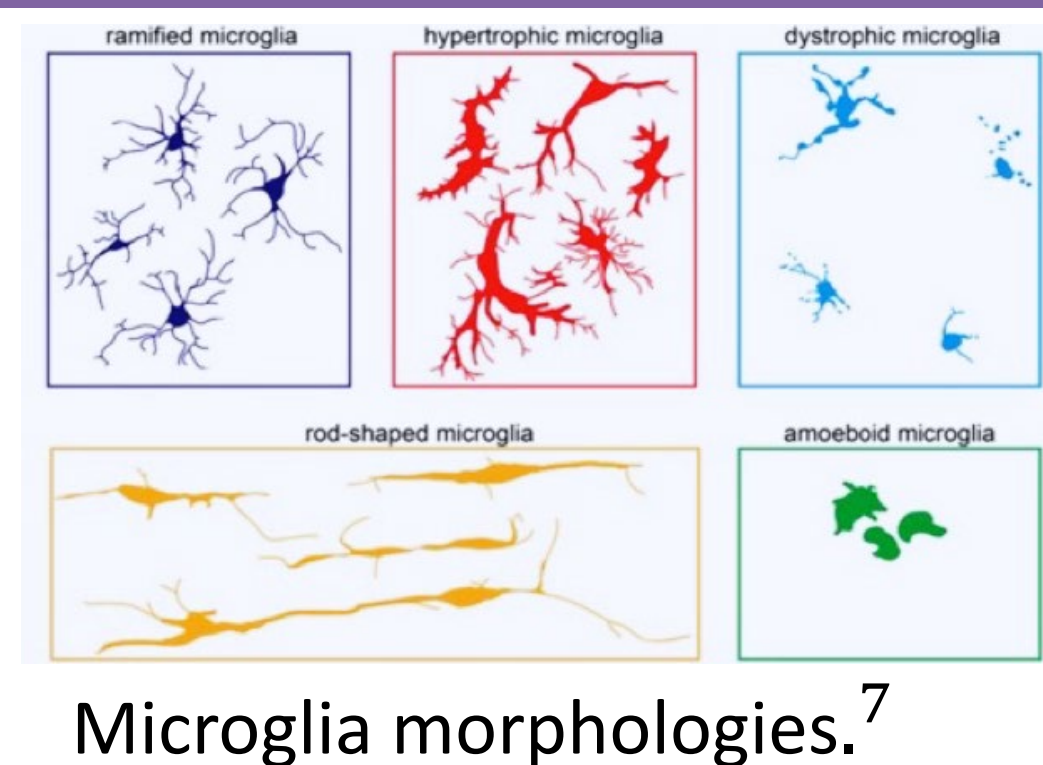 ramified microglia
hypertrophic microglia
dystrophic microglia
rod-shaped microglia
amoeboid microglia
Microglia morphologies.⁷